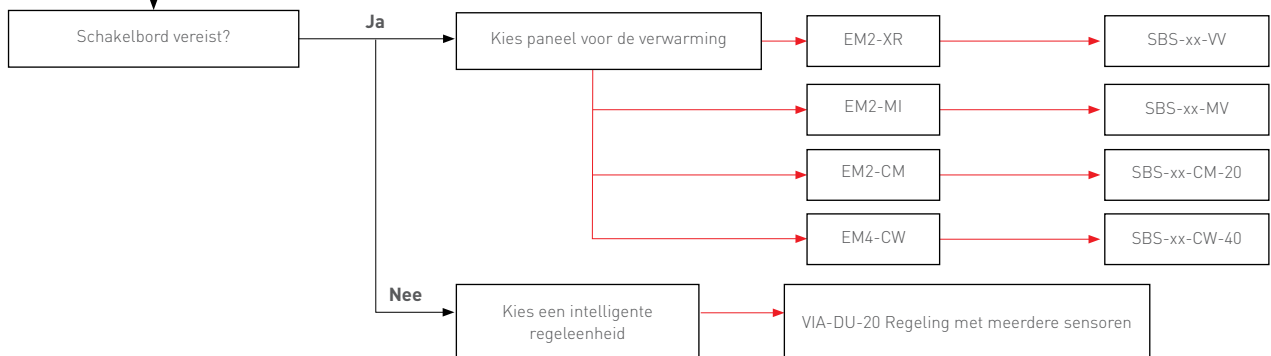 Schakelbord vereist?
Ja
Kies paneel voor de verwarming
EM2-XR
SBS-xx-VV
EM2-MI
SBS-xx-MV
EM2-CM
SBS-xx-CM-20
EM4-CW
SBS-xx-CW-40
Nee
Kies een intelligente
regeleenheid
VIA-DU-20 Regeling met meerdere sensoren